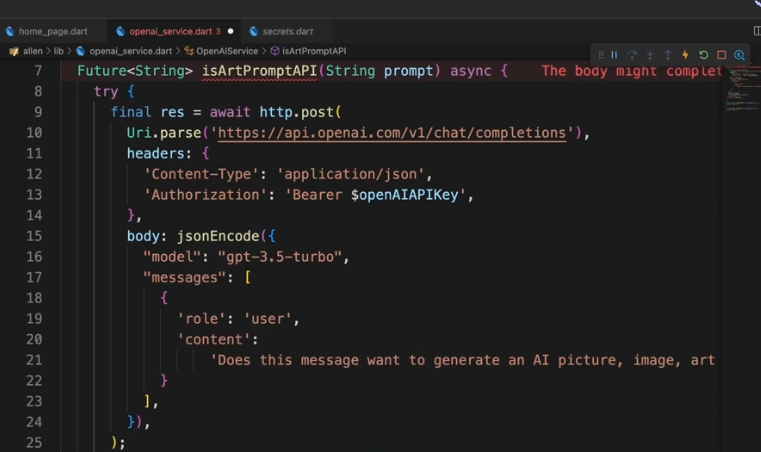 home_page.dart openai_service.dart 3 secrets.dart
allen > lib > openai_service.dart > OpenAIService > isArtPromptAPI
7 Future<String> isArtPromptAPI(String prompt) async { The body might complet
8 try {
9 final res = await http.post(
10 Uri.parse('https://api.openai.com/v1/chat/completions'),
11 headers: {
12 'Content-Type': 'application/json',
13 'Authorization': 'Bearer $openAIAPIKey',
14 },
15 body: jsonEncode({
16 "model": "gpt-3.5-turbo",
17 "messages": [
18 {
19 'role': 'user',
20 'content':
21 'Does this message want to generate an AI picture, image, art
22 }
23 ],
24 }),
25 );